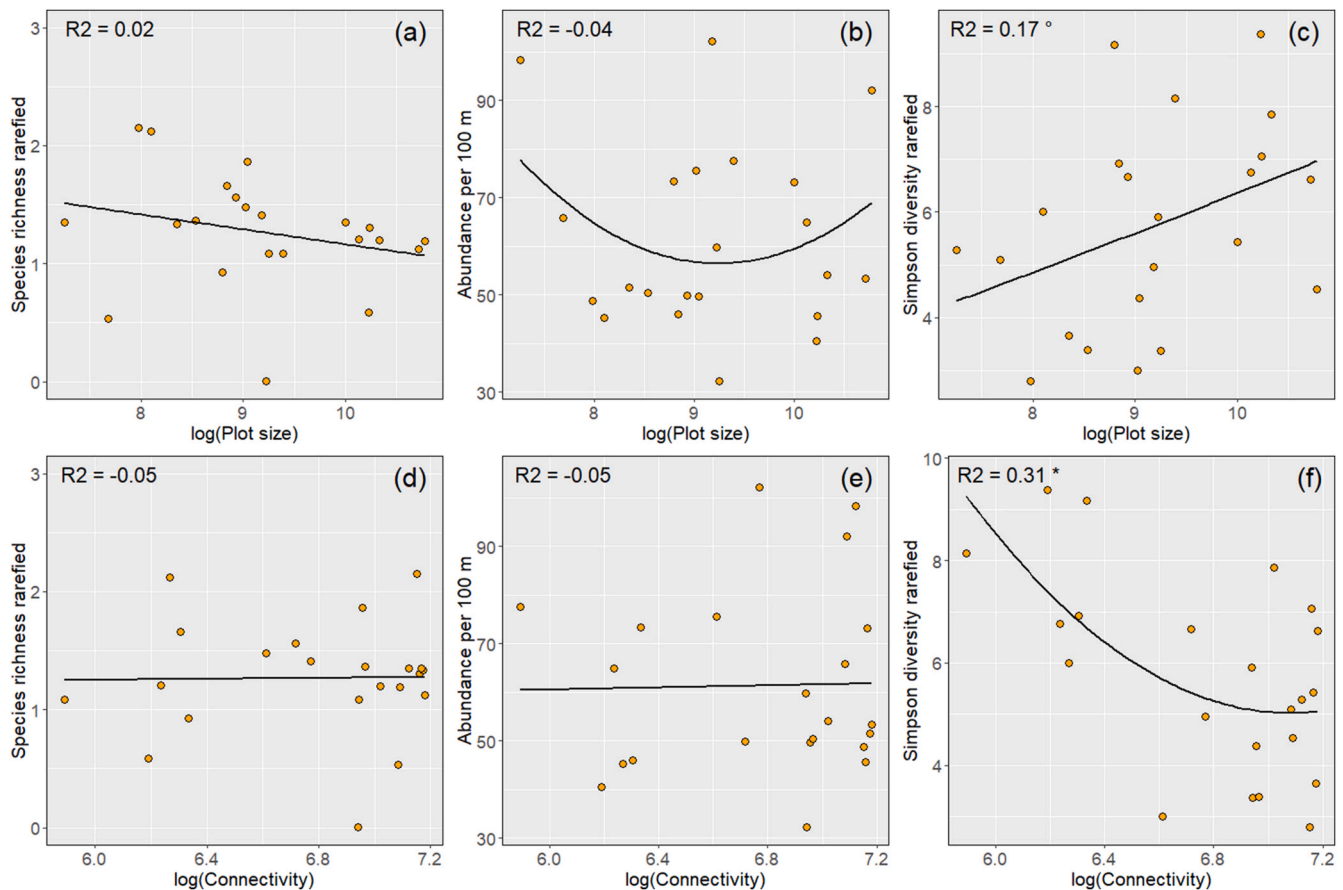 R2 = 0.02
(a)
Species richness rarefied
3
2
1
0
8
9
10
log(Plot size)
R2 = -0.04
(b)
Abundance per 100 m
90
70
50
30
8
9
10
log(Plot size)
R2 = 0.17 °
(c)
Simpson diversity rarefied
8
6
4
8
9
10
log(Plot size)
R2 = -0.05
(d)
Species richness rarefied
3
2
1
0
6.0
6.4
6.8
7.2
log(Connectivity)
R2 = -0.05
(e)
Abundance per 100 m
90
70
50
30
6.0
6.4
6.8
7.2
log(Connectivity)
R2 = 0.31 *
(f)
Simpson diversity rarefied
10
8
6
4
6.0
6.4
6.8
7.2
log(Connectivity)